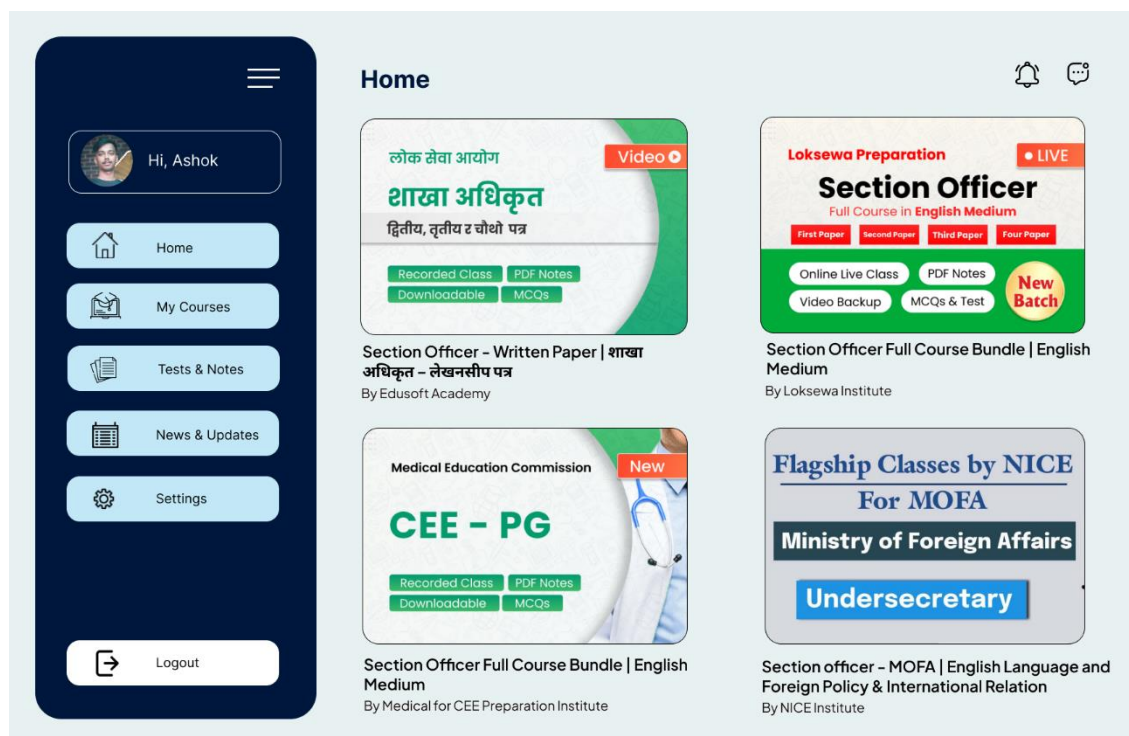 Hi, Ashok
Home
My Courses
Tests & Notes
News & Updates
Settings
Logout
Home
लोक सेवा आयोग
Video
शाखा अधिकृत
द्वितीय, तृतीय र चौथो पत्र
Recorded Class
PDF Notes
Downloadable
MCQs
Section Officer - Written Paper | शाखा
अधिकृत – लेखनसीप पत्र
By Edusoft Academy
Loksewa Preparation
LIVE
Section Officer
Full Course in English Medium
First Paper
Second Paper
Third Paper
Four Paper
Online Live Class
PDF Notes
Video Backup
MCQs & Test
New
Batch
Section Officer Full Course Bundle | English
Medium
By Loksewa Institute
Medical Education Commission
New
CEE - PG
Recorded Class
PDF Notes
Downloadable
MCQs
Section Officer Full Course Bundle | English
Medium
By Medical for CEE Preparation Institute
Flagship Classes by NICE
For MOFA
Ministry of Foreign Affairs
Undersecretary
Section officer - MOFA | English Language and
Foreign Policy & International Relation
By NICE Institute